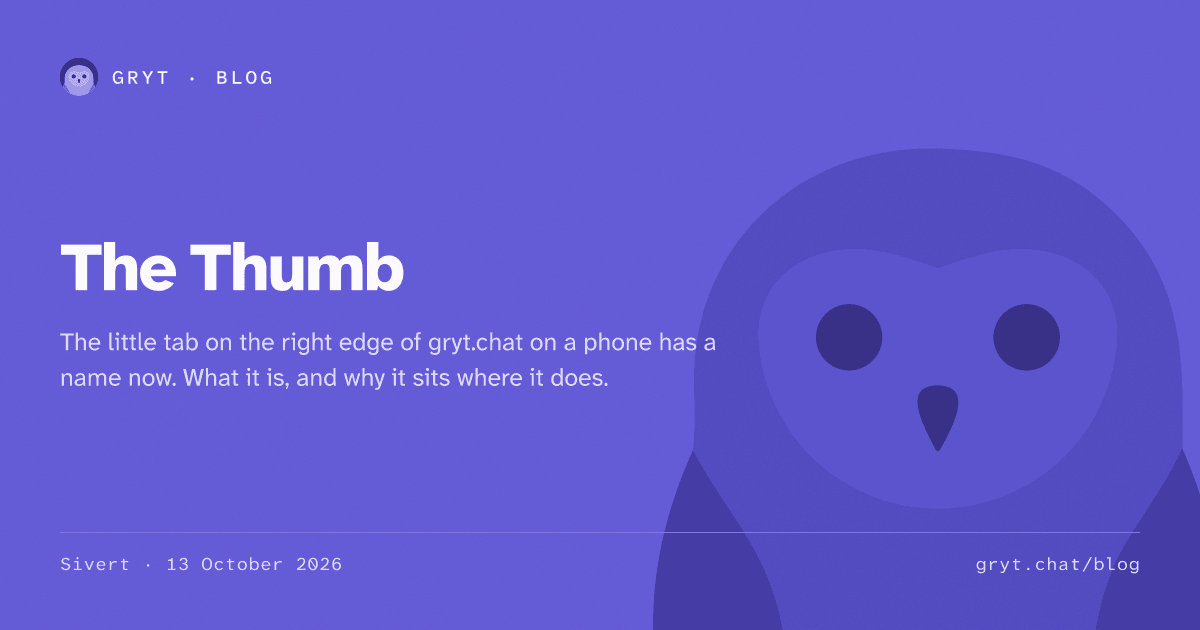 GRYT · BLOG
The Thumb
The little tab on the right edge of gryt.chat on a phone has a
name now. What it is, and why it sits where it does.
Sivert · 13 October 2026
gryt.chat/blog